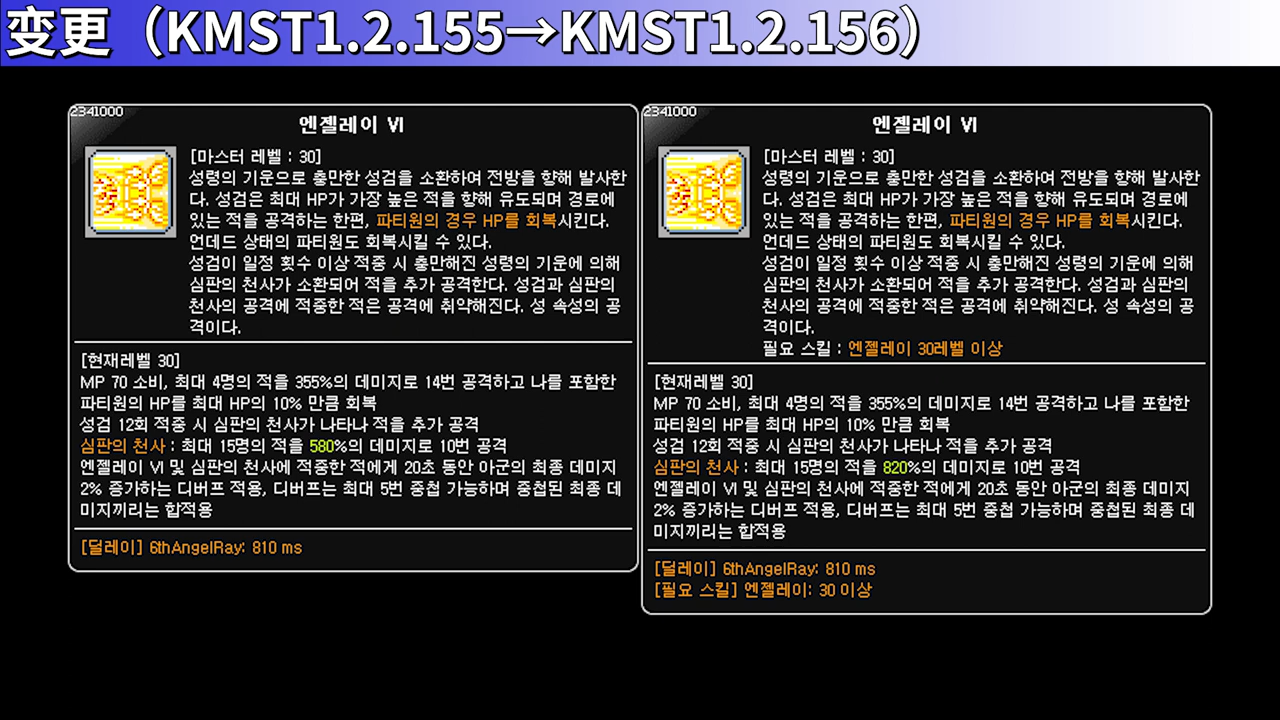 变更（KMST1.2.155→KMST1.2.156）
2341000
엔젤레이 VI
[마스터 레벨 : 30]
성령의 기운으로 충만한 성검을 소환하여 전방을 향해 발사한
다. 성검은 최대 HP가 가장 높은 적을 향해 유도되며 경로에
있는 적을 공격하는 한편, 파티원의 경우 HP를 회복시킨다.
언데드 상태의 파티원도 회복시킬 수 있다.
성검이 일정 횟수 이상 적중 시 충만해진 성령의 기운에 의해
심판의 천사가 소환되어 적을 추가 공격한다. 성검과 심판의
천사의 공격에 적중한 적은 공격에 취약해진다. 성 속성의 공
격이다.
[현재레벨 30]
MP 70 소비, 최대 4명의 적을 355%의 데미지로 14번 공격하고 나를 포함한
파티원의 HP를 최대 HP의 10% 만큼 회복
성검 12회 적중 시 심판의 천사가 나타나 적을 추가 공격
심판의 천사 : 최대 15명의 적을 580%의 데미지로 10번 공격
엔젤레이 VI 및 심판의 천사에 적중한 적에게 20초 동안 아군의 최종 데미지
2% 증가하는 디버프 적용, 디버프는 최대 5번 중첩 가능하며 중첩된 최종 데
미지끼리는 합적용
[딜레이] 6thAngelRay: 810 ms
2341000
엔젤레이 VI
[마스터 레벨 : 30]
성령의 기운으로 충만한 성검을 소환하여 전방을 향해 발사한
다. 성검은 최대 HP가 가장 높은 적을 향해 유도되며 경로에
있는 적을 공격하는 한편, 파티원의 경우 HP를 회복시킨다.
언데드 상태의 파티원도 회복시킬 수 있다.
성검이 일정 횟수 이상 적중 시 충만해진 성령의 기운에 의해
심판의 천사가 소환되어 적을 추가 공격한다. 성검과 심판의
천사의 공격에 적중한 적은 공격에 취약해진다. 성 속성의 공
격이다.
필요 스킬 : 엔젤레이 30레벨 이상
[현재레벨 30]
MP 70 소비, 최대 4명의 적을 355%의 데미지로 14번 공격하고 나를 포함한
파티원의 HP를 최대 HP의 10% 만큼 회복
성검 12회 적중 시 심판의 천사가 나타나 적을 추가 공격
심판의 천사 : 최대 15명의 적을 820%의 데미지로 10번 공격
엔젤레이 VI 및 심판의 천사에 적중한 적에게 20초 동안 아군의 최종 데미지
2% 증가하는 디버프 적용, 디버프는 최대 5번 중첩 가능하며 중첩된 최종 데
미지끼리는 합적용
[딜레이] 6thAngelRay: 810 ms
[필요 스킬] 엔젤레이: 30 이상